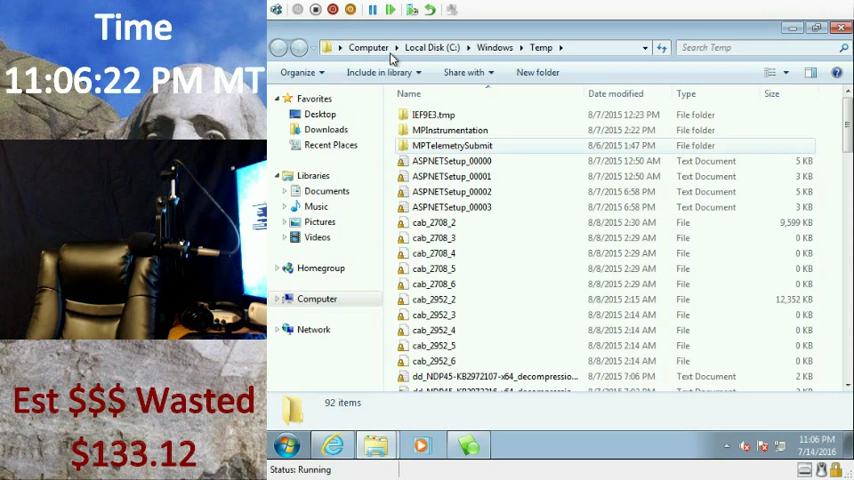 Time
11:06:22 PM MT
Est $$$ Wasted
$133.12
Computer
Local Disk (C:)
Windows
Temp
Search Temp
Organize
Include in library
Share with
New folder
Name
Date modified
Type
Size
Favorites
Desktop
Downloads
Recent Places
Libraries
Documents
Music
Pictures
Videos
Homegroup
Computer
Network
IEF9E3.tmp 8/7/2015 12:23 PM File folder
MPInstrumentation 8/7/2015 2:22 PM File folder
MPTelemetrySubmit 8/6/2015 1:47 PM File folder
ASPNETSetup_00000 8/7/2015 12:50 AM Text Document 5 KB
ASPNETSetup_00001 8/7/2015 12:50 AM Text Document 3 KB
ASPNETSetup_00002 8/7/2015 6:58 PM Text Document 5 KB
ASPNETSetup_00003 8/7/2015 6:58 PM Text Document 3 KB
cab_2708_2 8/8/2015 2:30 AM File 9,599 KB
cab_2708_3 8/8/2015 2:29 AM File 0 KB
cab_2708_4 8/8/2015 2:29 AM File 0 KB
cab_2708_5 8/8/2015 2:29 AM File 0 KB
cab_2708_6 8/8/2015 2:29 AM File 0 KB
cab_2952_2 8/8/2015 2:15 AM File 12,352 KB
cab_2952_3 8/8/2015 2:14 AM File 0 KB
cab_2952_4 8/8/2015 2:14 AM File 0 KB
cab_2952_5 8/8/2015 2:14 AM File 0 KB
cab_2952_6 8/8/2015 2:14 AM File 0 KB
dd_NDP45-KB2972107-x64_decompressio... 8/7/2015 7:06 PM Text Document 2 KB
92 items
11:06 PM
7/14/2016
Status: Running